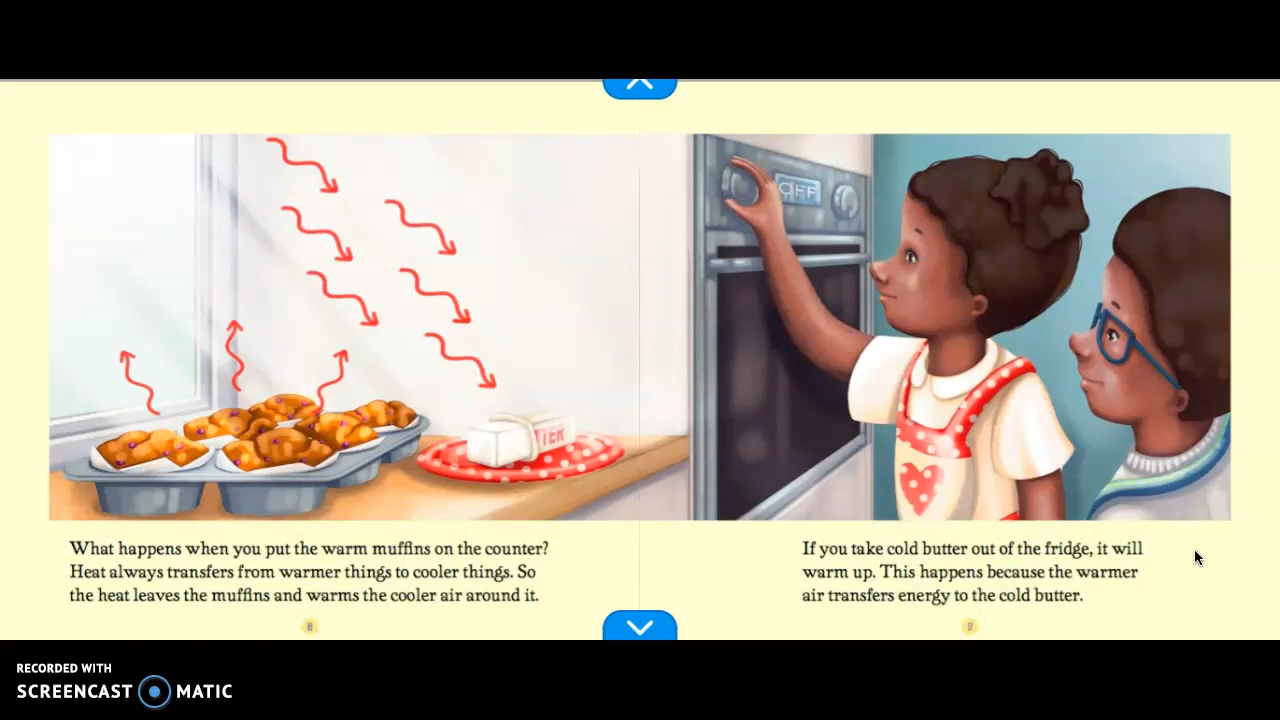 OFF
What happens when you put the warm muffins on the counter?
Heat always transfers from warmer things to cooler things. So
the heat leaves the muffins and warms the cooler air around it.
If you take cold butter out of the fridge, it will
warm up. This happens because the warmer
air transfers energy to the cold butter.
RECORDED WITH
SCREENCAST MATIC